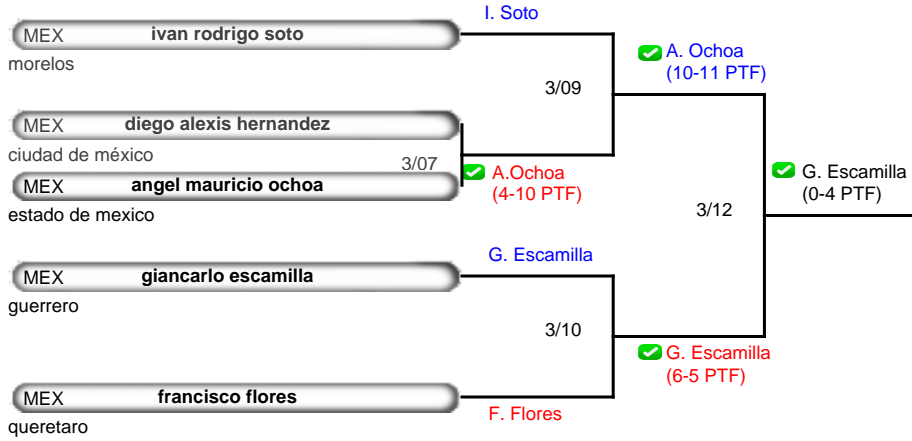 I. Soto
MEX ivan rodrigo soto
morelos
A. Ochoa
(10-11 PTF)
3/09
MEX diego alexis hernandez
ciudad de méxico
3/07
MEX angel mauricio ochoa
estado de mexico
A.Ochoa
(4-10 PTF)
G. Escamilla
(0-4 PTF)
3/12
G. Escamilla
MEX giancarlo escamilla
guerrero
3/10
G. Escamilla
(6-5 PTF)
MEX francisco flores
queretaro
F. Flores